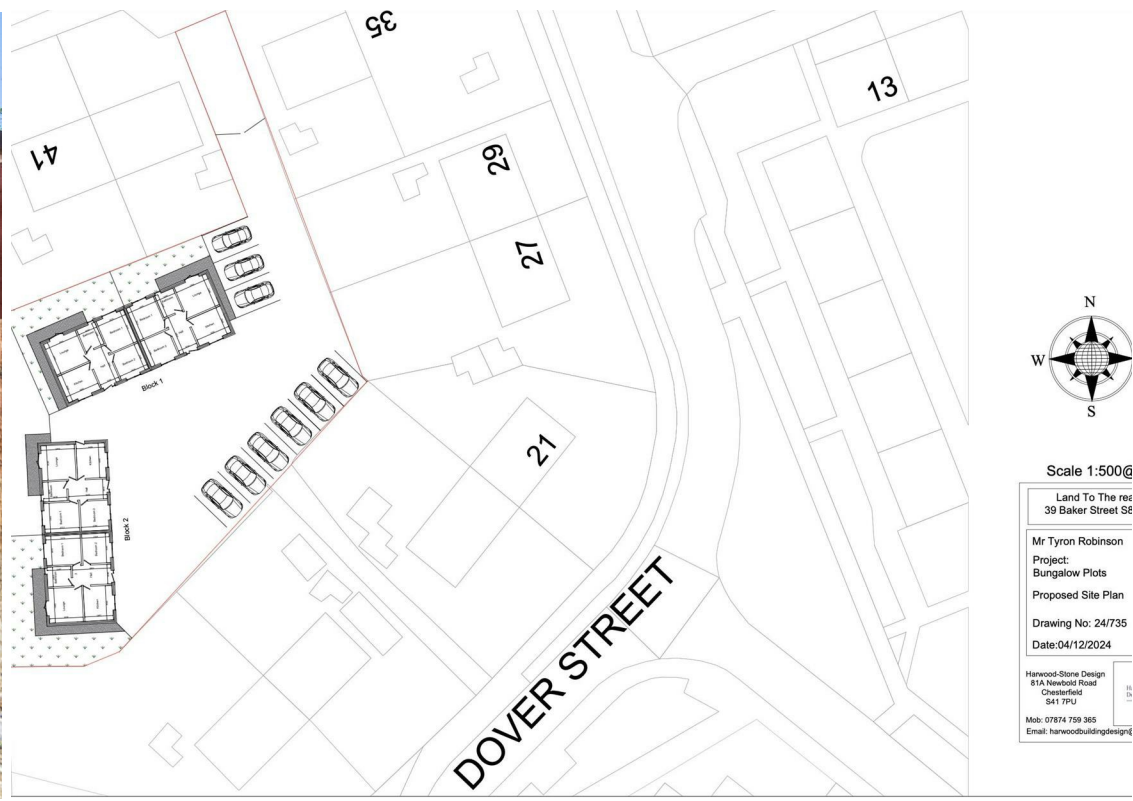 35
13
41
29
27
21
Block 1
Block 2
DOVER STREET
N
W
S
Scale 1:500@
Land To The rea
39 Baker Street S8
Mr Tyron Robinson
Project:
Bungalow Plots
Proposed Site Plan
Drawing No: 24/735
Date:04/12/2024
Harwood-Stone Design
81A Newbold Road
Chesterfield
S41 7PU
Mob: 07874 759 365
Email: harwoodbuildingdesign@